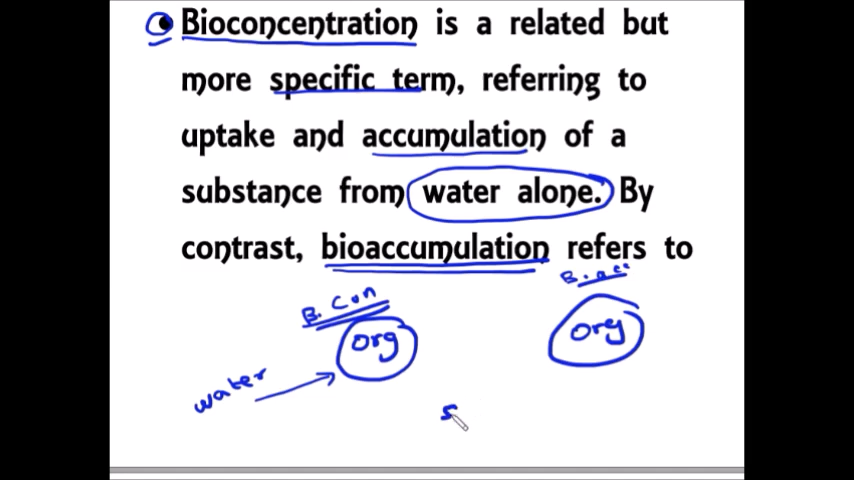 Bioconcentration is a related but
more specific term, referring to
uptake and accumulation of a
substance from water alone. By
contrast, bioaccumulation refers to
B. Con
B. acc
org
org
water
s